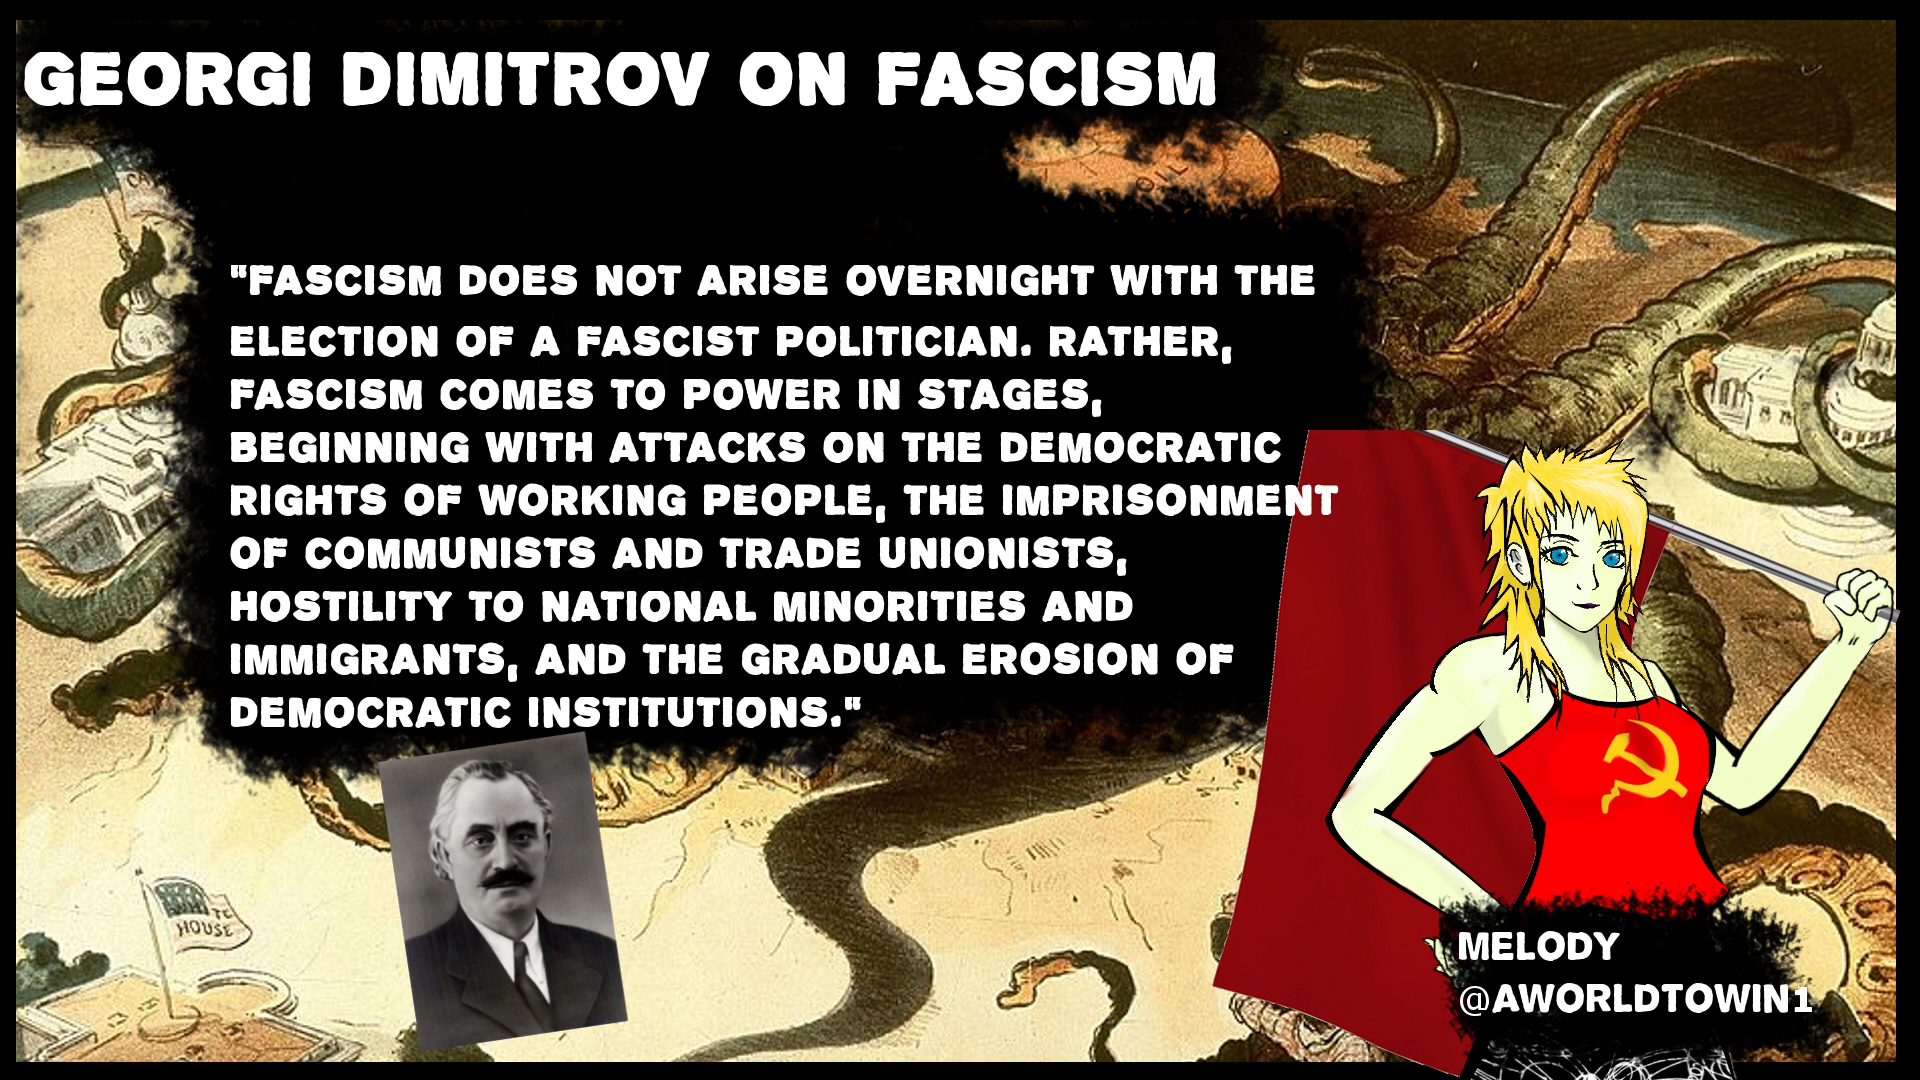 GEORGI DIMITROV ON FASCISM
"FASCISM DOES NOT ARISE OVERNIGHT WITH THE
ELECTION OF A FASCIST POLITICIAN. RATHER,
FASCISM COMES TO POWER IN STAGES,
BEGINNING WITH ATTACKS ON THE DEMOCRATIC
RIGHTS OF WORKING PEOPLE, THE IMPRISONMENT
OF COMMUNISTS AND TRADE UNIONISTS,
HOSTILITY TO NATIONAL MINORITIES AND
IMMIGRANTS, AND THE GRADUAL EROSION OF
DEMOCRATIC INSTITUTIONS."
HOUSE
MELODY
@AWORLDTOWIN1